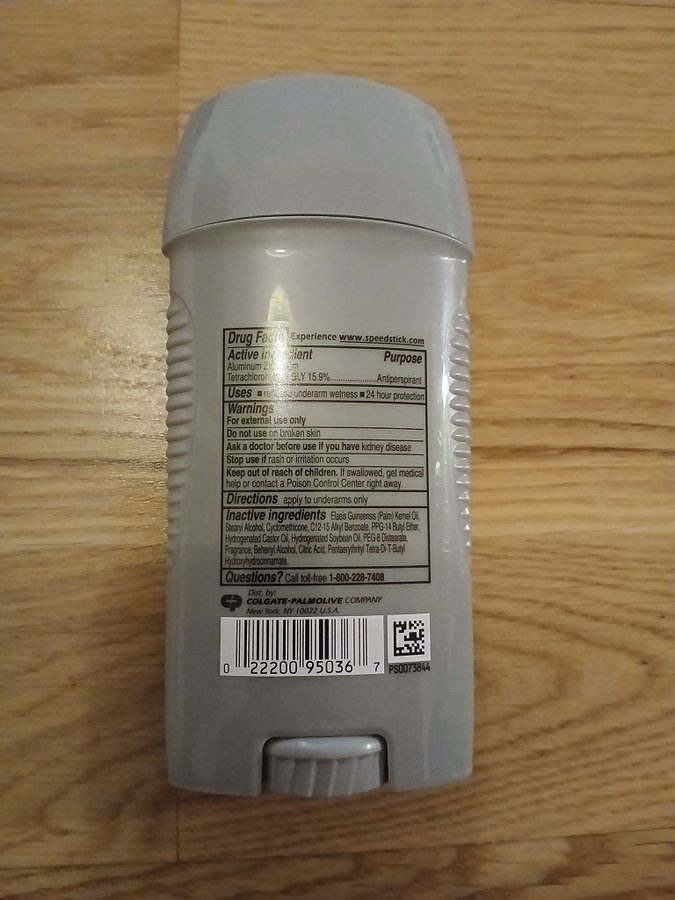 Drug Fac Experience www.speedstick.com
Active In ient Purpose
Aluminum Z m
Tetrachloroh GLY 15.9%..................Antiperspirant
Uses ■ re underarm wetness ■ 24 hour protection
Warnings
For external use only
Do not use on broken skin
Ask a doctor before use if you have kidney disease
Stop use if rash or irritation occurs
Keep out of reach of children. If swallowed, get medical
help or contact a Poison Control Center right away.
Directions apply to underarms only
Inactive ingredients Elaeis Guineensis (Palm) Kernel Oil,
Stearyl Alcohol, Cyclomethicone, C12-15 Alkyl Benzoate, PPG-14 Butyl Ether,
Hydrogenated Castor Oil, Hydrogenated Soybean Oil, PEG-8 Distearate,
Fragrance, Behenyl Alcohol, Citric Acid, Pentaerythrityl Tetra-Di-T-Butyl
Hydroxyhydrocinnamate.
Questions? Call toll-free 1-800-228-7408
Dist. by:
CP COLGATE-PALMOLIVE COMPANY
New York, NY 10022 U.S.A.
0 22200 95036 7
PS0073844